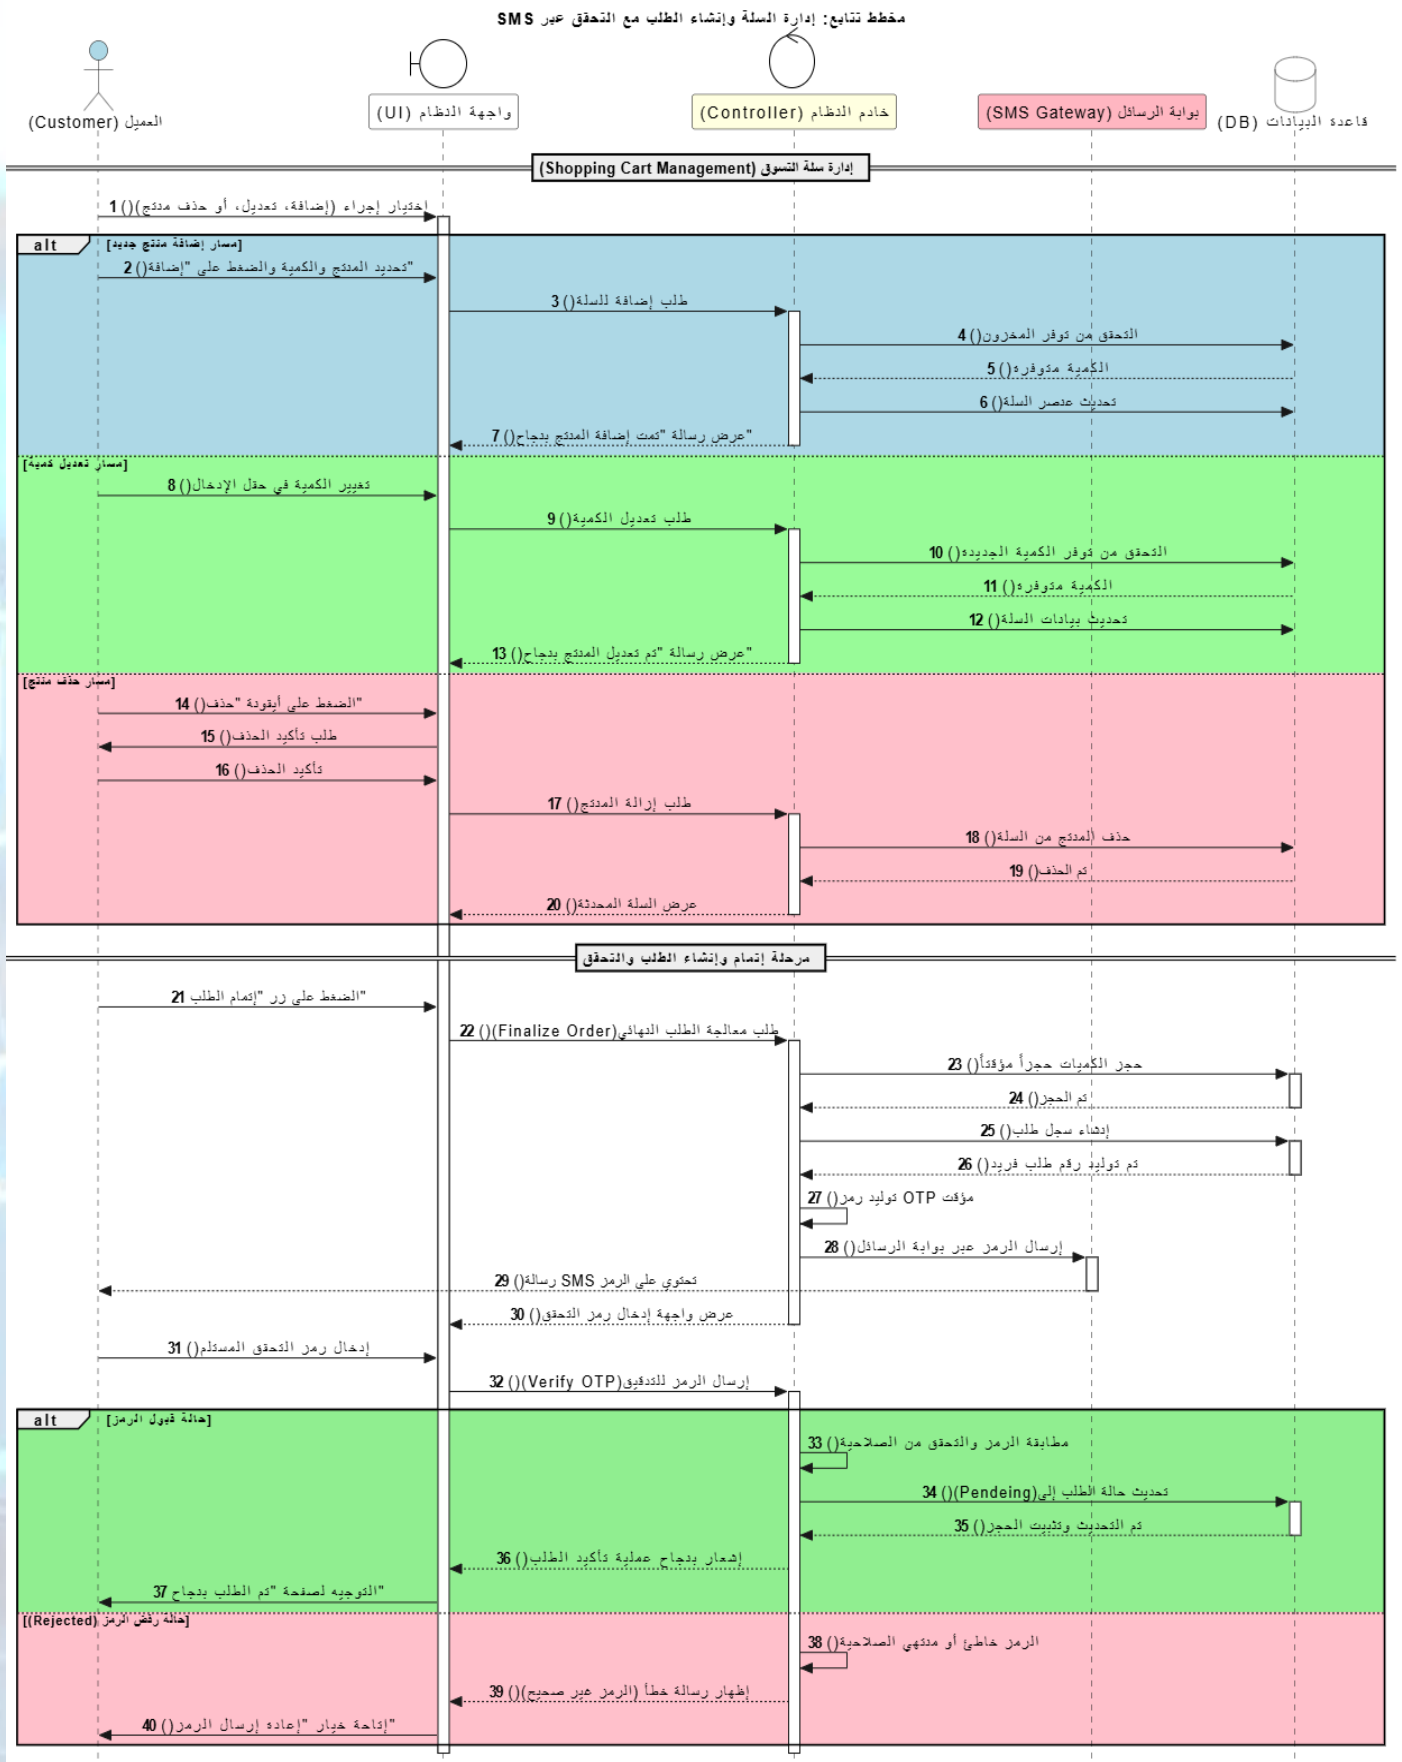 مخطط تتابع: إدارة السلة وإنشاء الطلب مع التحقق عبر SMS
العميل (Customer)
واجهة النظام (UI)
خادم النظام (Controller)
بوابة الرسائل (SMS Gateway)
قاعدة البيانات (DB)
إدارة سلة التسوق (Shopping Cart Management)
1 اختيار إجراء (إضافة، تعديل، أو حذف منتج)()
alt [مسار إضافة منتج جديد]
2 تحديد المنتج والكمية والضغط على "إضافة()"
3 طلب إضافة للسلة()
4 التحقق من توفر المخزون()
5 الكمية متوفرة()
6 تحديث عنصر السلة()
7 عرض رسالة "تمت إضافة المنتج بنجاح()"
[مسار تعديل كمية]
8 تغيير الكمية في حقل الإدخال()
9 طلب تعديل الكمية()
10 التحقق من توفر الكمية الجديدة()
11 الكمية متوفرة()
12 تحديث بيانات السلة()
13 عرض رسالة "تم تعديل المنتج بنجاح()"
[مسار حذف منتج]
14 الضغط على أيقونة "حذف()"
15 طلب تأكيد الحذف()
16 تأكيد الحذف()
17 طلب إزالة المنتج()
18 حذف المنتج من السلة()
19 تم الحذف()
20 عرض السلة المحدثة()
مرحلة إتمام وإنشاء الطلب والتحقق
21 الضغط على زر "إتمام الطلب"
22 طلب معالجة الطلب النهائي(Finalize Order)()
23 حجز الكميات حجزاً مؤقتاً()
24 تم الحجز()
25 إنشاء سجل طلب()
26 تم توليد رقم طلب فريد()
27 توليد رمز OTP مؤقت()
28 إرسال الرمز عبر بوابة الرسائل()
29 رسالة SMS تحتوي على الرمز()
30 عرض واجهة إدخال رمز التحقق()
31 إدخال رمز التحقق المستلم()
32 إرسال الرمز للتدقيق(Verify OTP)()
alt [حالة قبول الرمز]
33 مطابقة الرمز والتحقق من الصلاحية()
34 تحديث حالة الطلب إلى(Pendeing)()
35 تم التحديث وتثبيت الحجز()
36 إشعار بنجاح عملية تأكيد الطلب()
37 التوجيه لصفحة "تم الطلب بنجاح"
[حالة رفض الرمز (Rejected)]
38 الرمز خاطئ أو منتهي الصلاحية()
39 إظهار رسالة خطأ (الرمز غير صحيح)()
40 إتاحة خيار "إعادة إرسال الرمز()"